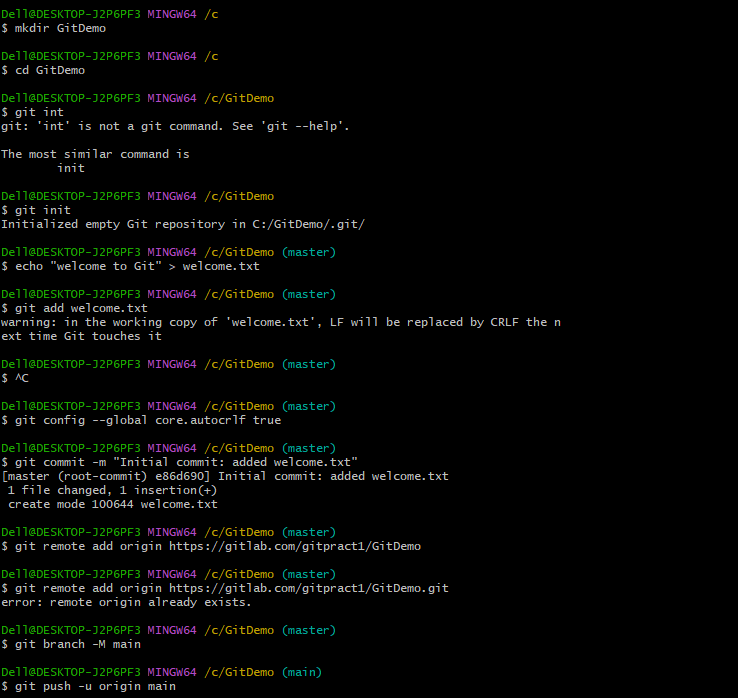 Dell@DESKTOP-J2P6PF3 MINGW64 /c
$ mkdir GitDemo
Dell@DESKTOP-J2P6PF3 MINGW64 /c
$ cd GitDemo
Dell@DESKTOP-J2P6PF3 MINGW64 /c/GitDemo
$ git int
git: 'int' is not a git command. See 'git --help'.
The most similar command is
        init
Dell@DESKTOP-J2P6PF3 MINGW64 /c/GitDemo
$ git init
Initialized empty Git repository in C:/GitDemo/.git/
Dell@DESKTOP-J2P6PF3 MINGW64 /c/GitDemo (master)
$ echo "welcome to Git" > welcome.txt
Dell@DESKTOP-J2P6PF3 MINGW64 /c/GitDemo (master)
$ git add welcome.txt
warning: in the working copy of 'welcome.txt', LF will be replaced by CRLF the n
ext time Git touches it
Dell@DESKTOP-J2P6PF3 MINGW64 /c/GitDemo (master)
$ ^C
Dell@DESKTOP-J2P6PF3 MINGW64 /c/GitDemo (master)
$ git config --global core.autocrlf true
Dell@DESKTOP-J2P6PF3 MINGW64 /c/GitDemo (master)
$ git commit -m "Initial commit: added welcome.txt"
[master (root-commit) e86d690] Initial commit: added welcome.txt
 1 file changed, 1 insertion(+)
 create mode 100644 welcome.txt
Dell@DESKTOP-J2P6PF3 MINGW64 /c/GitDemo (master)
$ git remote add origin https://gitlab.com/gitpract1/GitDemo
Dell@DESKTOP-J2P6PF3 MINGW64 /c/GitDemo (master)
$ git remote add origin https://gitlab.com/gitpract1/GitDemo.git
error: remote origin already exists.
Dell@DESKTOP-J2P6PF3 MINGW64 /c/GitDemo (master)
$ git branch -M main
Dell@DESKTOP-J2P6PF3 MINGW64 /c/GitDemo (main)
$ git push -u origin main